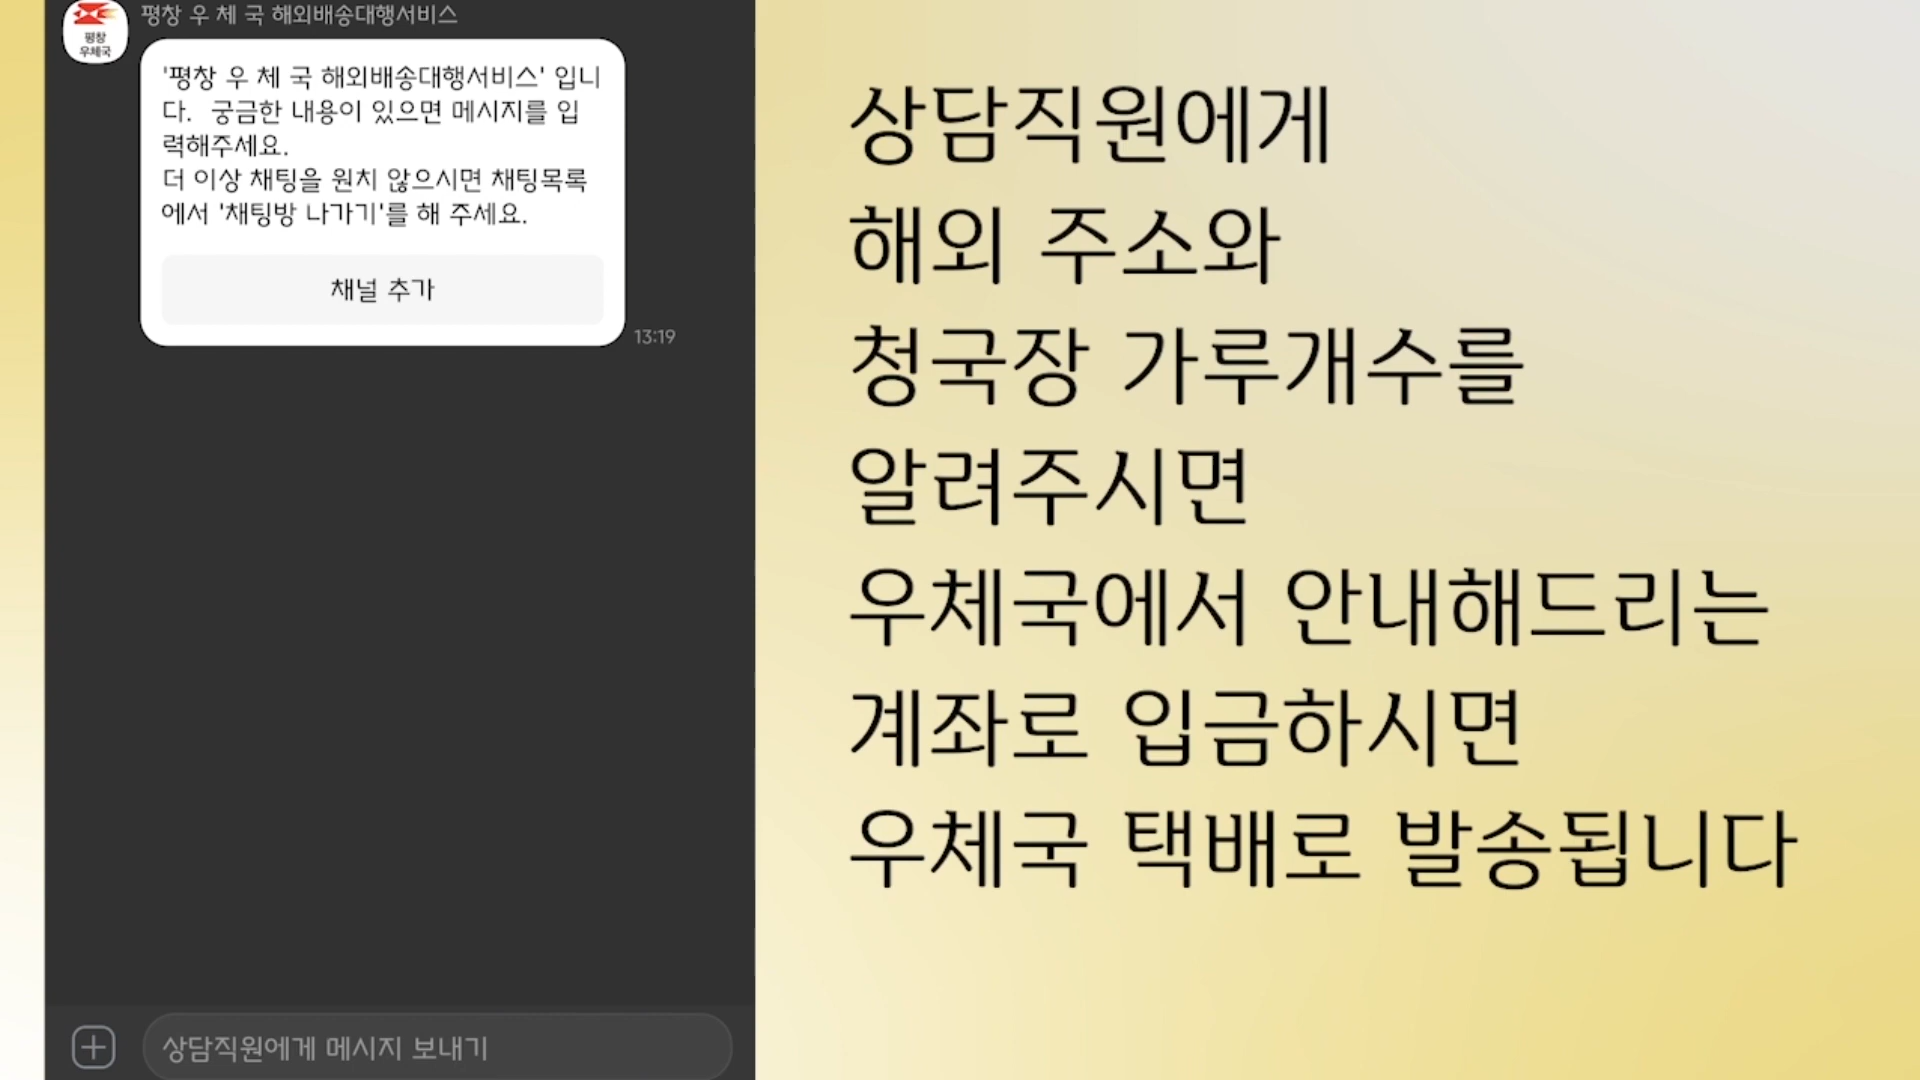 평창 우 체 국 해외배송대행서비스
평창
우체국
'평창 우 체 국 해외배송대행서비스' 입니
다. 궁금한 내용이 있으면 메시지를 입
력해주세요.
더 이상 채팅을 원치 않으시면 채팅목록
에서 '채팅방 나가기'를 해 주세요.
채널 추가
13:19
상담직원에게 메시지 보내기
상담직원에게
해외 주소와
청국장 가루개수를
알려주시면
우체국에서 안내해드리는
계좌로 입금하시면
우체국 택배로 발송됩니다